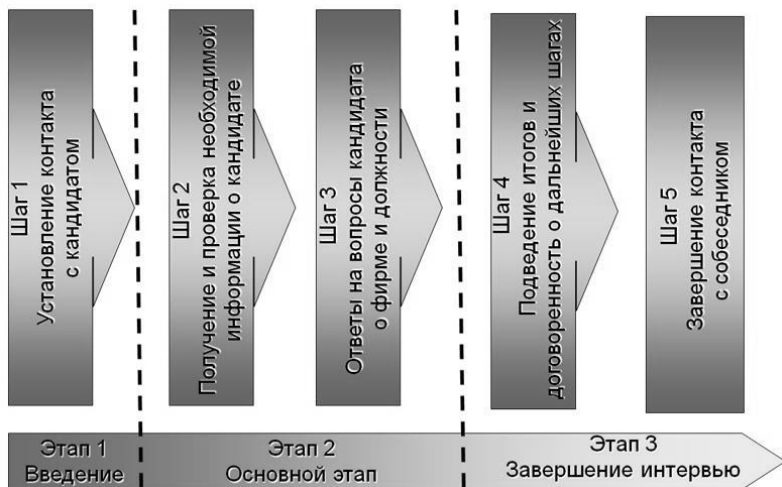 Шаг 1
Установление контакта
с кандидатом
Шаг 2
Получение и проверка необходимой
информации о кандидате
Шаг 3
Ответы на вопросы кандидата
о фирме и должности
Шаг 4
Подведение итогов и
договоренность о дальнейших шагах
Шаг 5
Завершение контакта
с собеседником
Этап 1
Введение
Этап 2
Основной этап
Этап 3
Завершение интервью